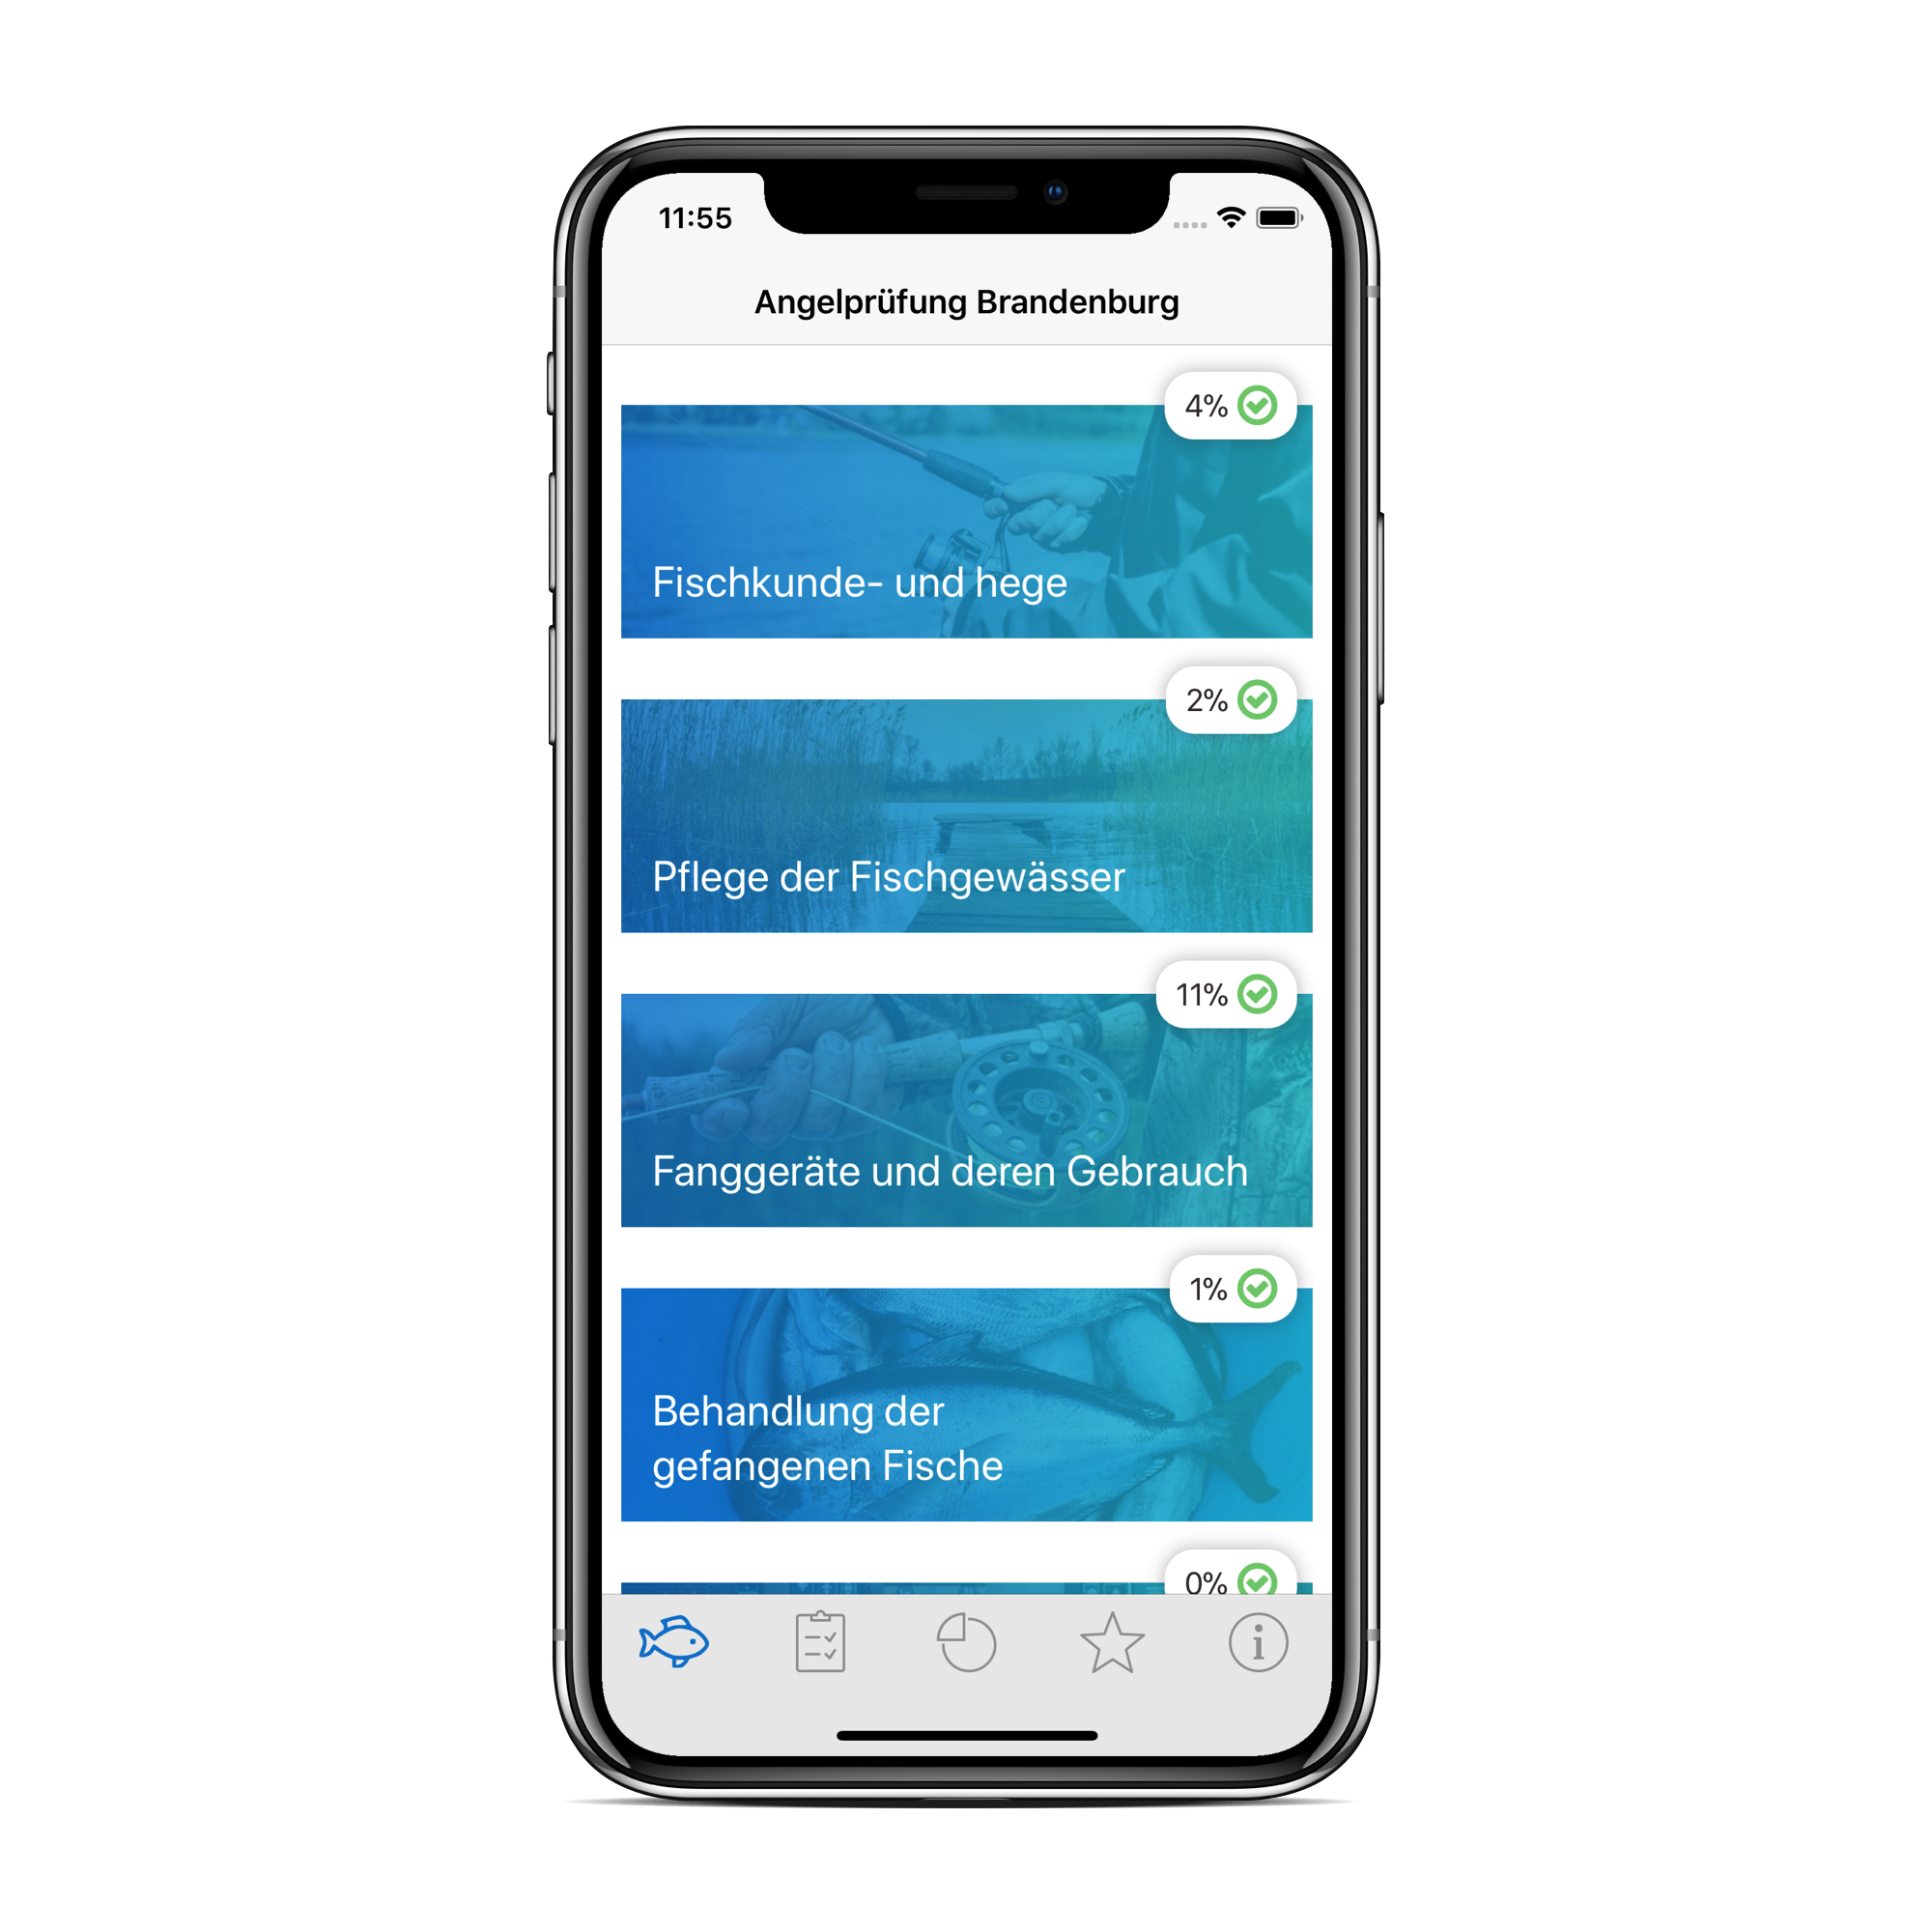 11:55
Angelprüfung Brandenburg
4%
Fischkunde- und hege
2%
Pflege der Fischgewässer
11%
Fanggeräte und deren Gebrauch
1%
Behandlung der
gefangenen Fische
0%